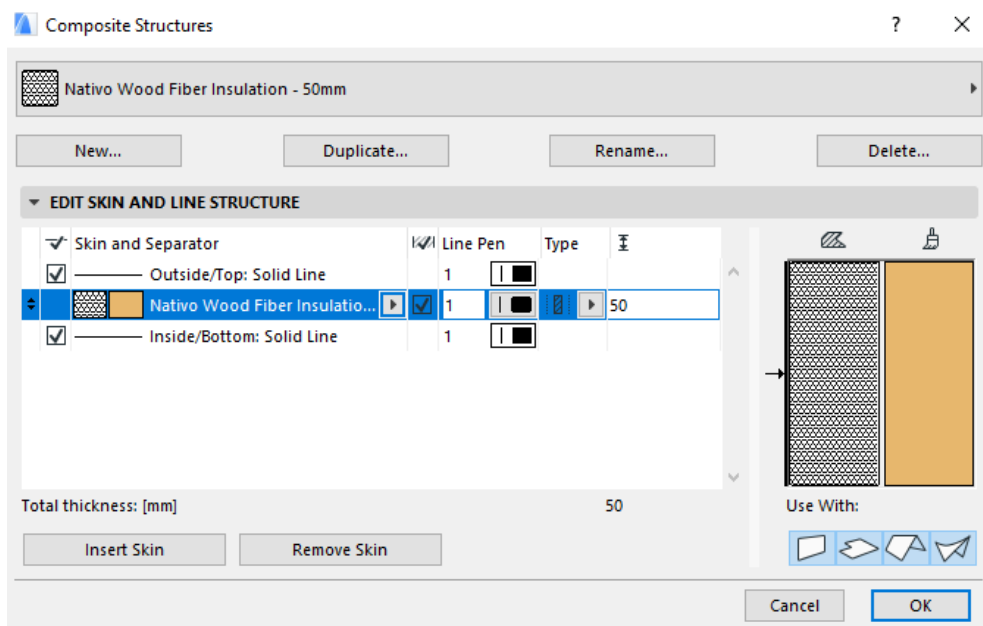 Composite Structures ?
Nativo Wood Fiber Insulation - 50mm
New... Duplicate... Rename... Delete...
EDIT SKIN AND LINE STRUCTURE
Skin and Separator Line Pen Type
Outside/Top: Solid Line 1
Nativo Wood Fiber Insulatio... 1 50
Inside/Bottom: Solid Line 1
Total thickness: [mm] 50 Use With:
Insert Skin Remove Skin
Cancel OK